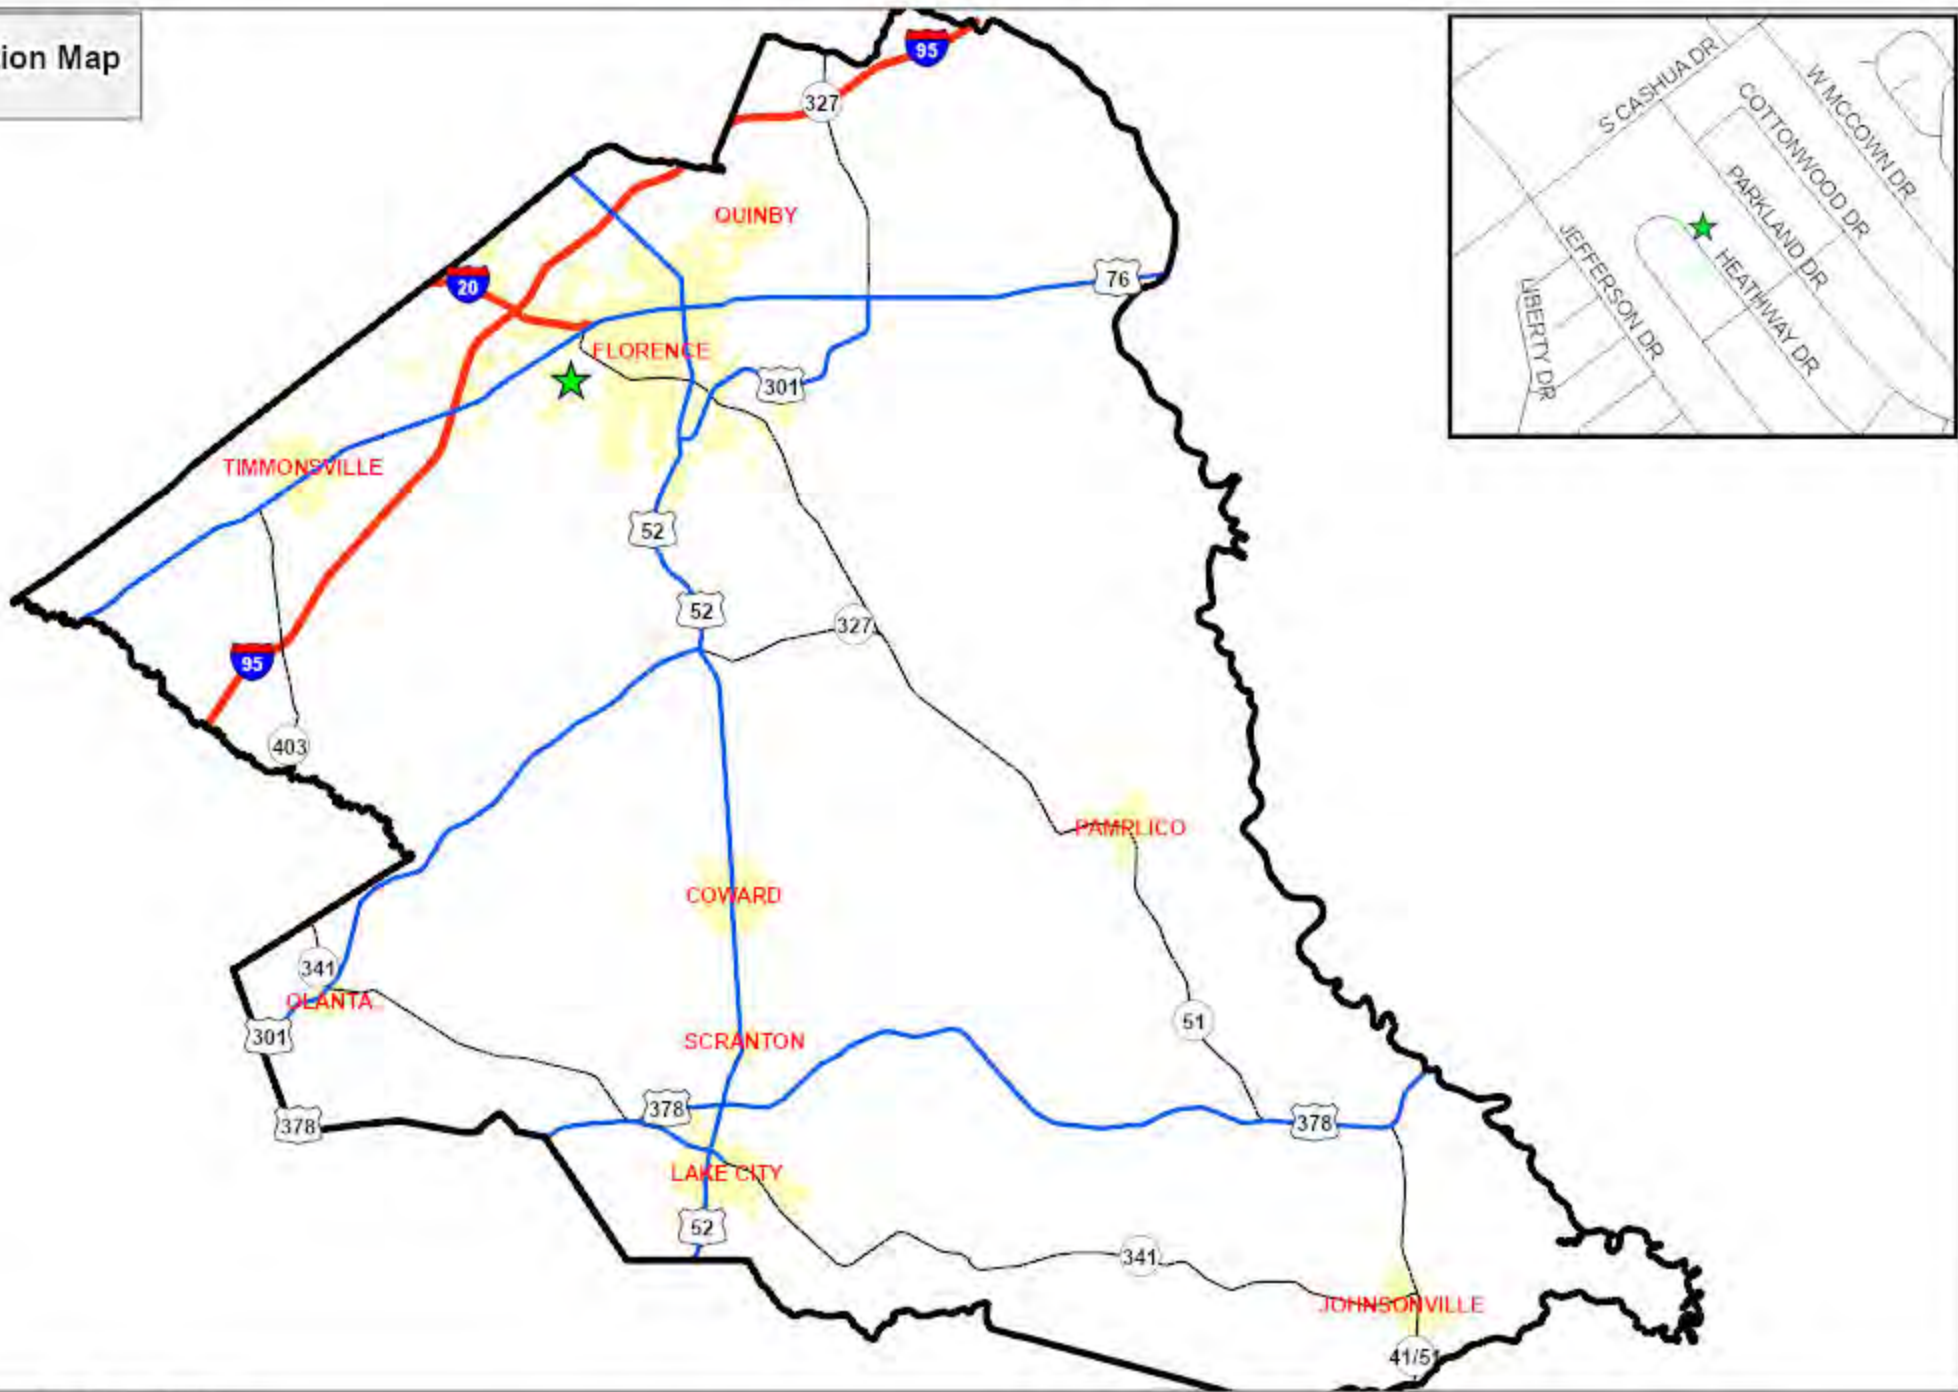 ion Map
95
327
QUINBY
20
76
FLORENCE
301
TIMMONSVILLE
52
52
327
95
403
PAMPLICO
COWARD
341
OLANTA
301
51
SCRANTON
378
378
378
LAKE CITY
52
341
JOHNSONVILLE
41/51
S CASHUA DR
W MCCOWN DR
COTTONWOOD DR
PARKLAND DR
HEATHWAY DR
JEFFERSON DR
LIBERTY DR